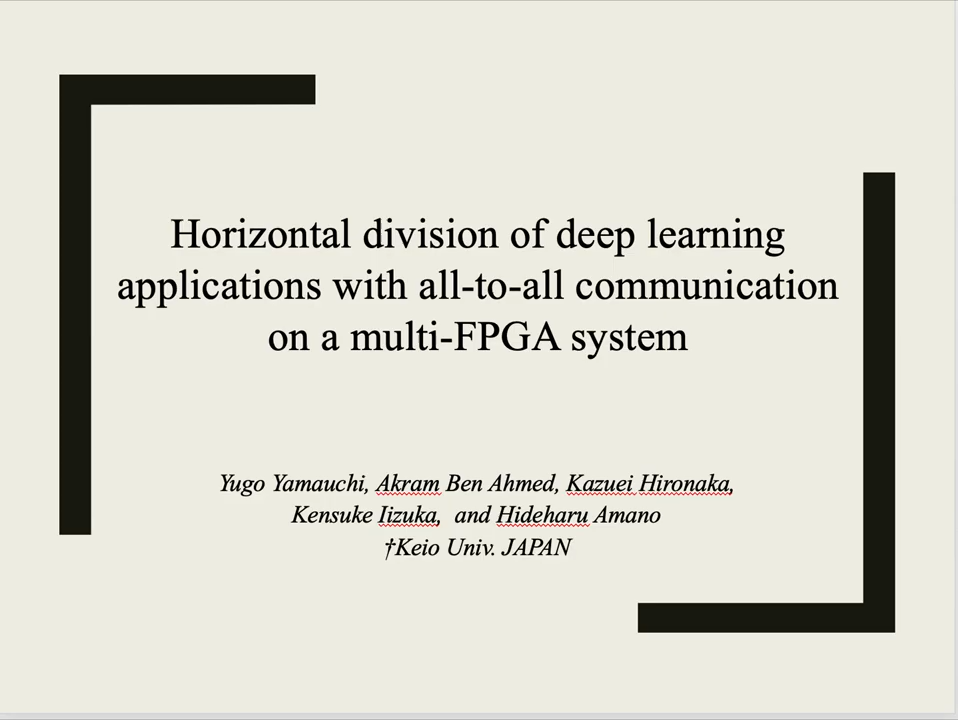 Horizontal division of deep learning
applications with all-to-all communication
on a multi-FPGA system
Yugo Yamauchi, Akram Ben Ahmed, Kazuei Hironaka,
Kensuke Iizuka,  and Hideharu Amano
†Keio Univ. JAPAN